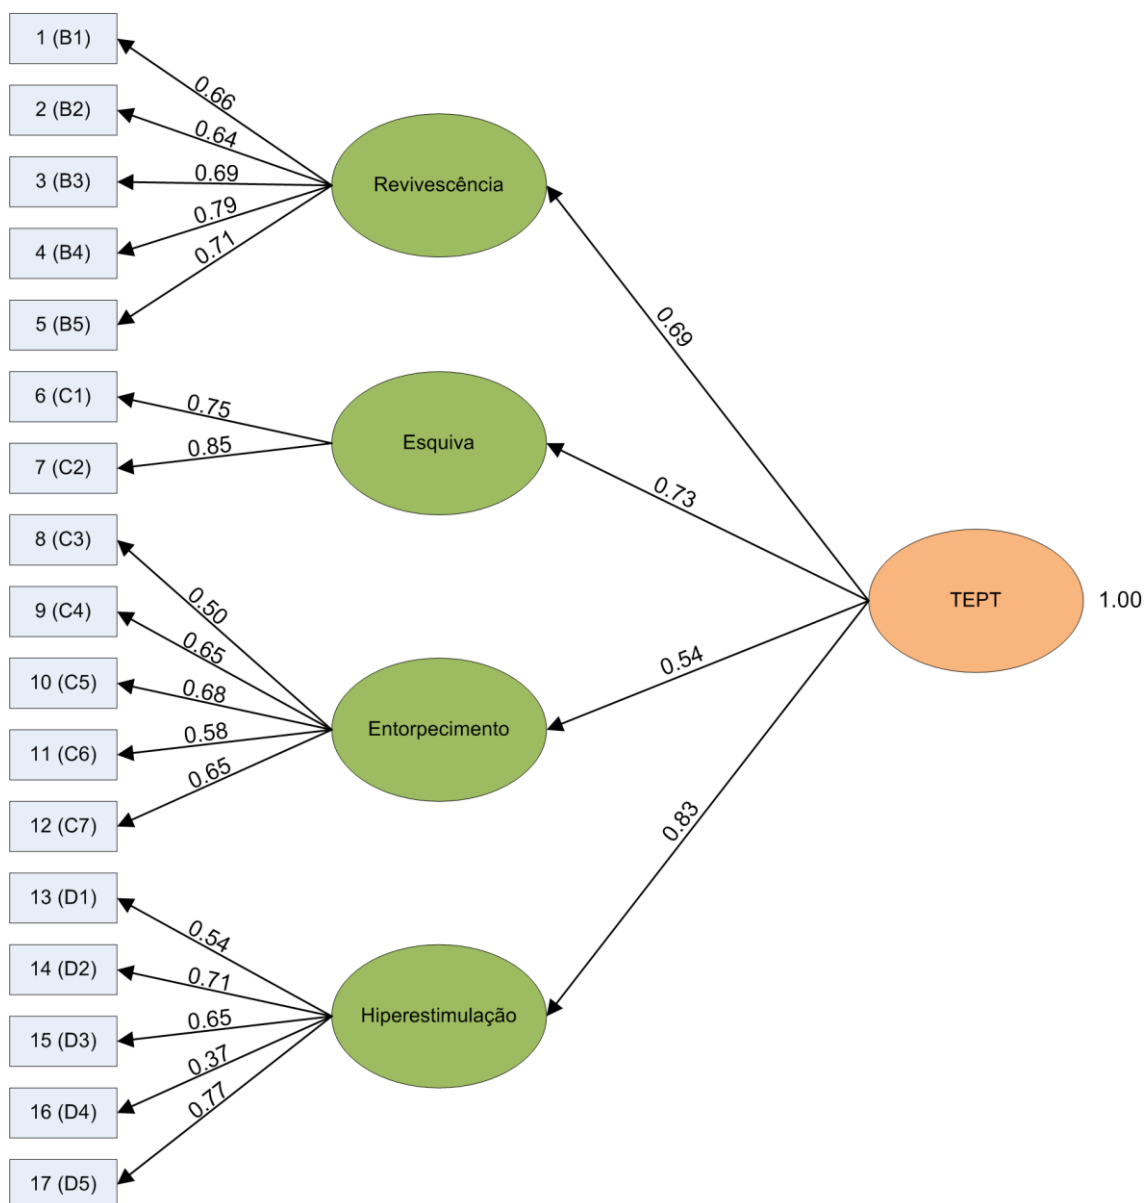 1 (B1)
2 (B2)
3 (B3)
4 (B4)
5 (B5)
6 (C1)
7 (C2)
8 (C3)
9 (C4)
10 (C5)
11 (C6)
12 (C7)
13 (D1)
14 (D2)
15 (D3)
16 (D4)
17 (D5)
0.66
0.64
0.69
0.79
0.71
0.75
0.85
0.50
0.65
0.68
0.58
0.65
0.54
0.71
0.65
0.37
0.77
Revivescência
Esquiva
Entorpecimento
Hiperestimulação
0.69
0.73
0.54
0.83
TEPT
1.00